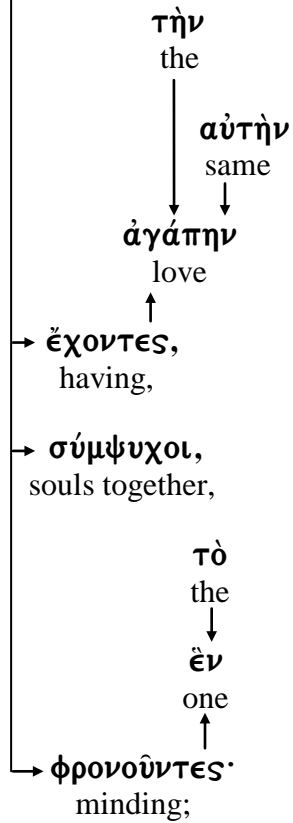 τὴν
the
αὐτὴν
same
ἀγάπην
love
ἔχοντες,
having,
σύμψυχοι,
souls together,
τὸ
the
ἓν
one
φρονοῦντες·
minding;